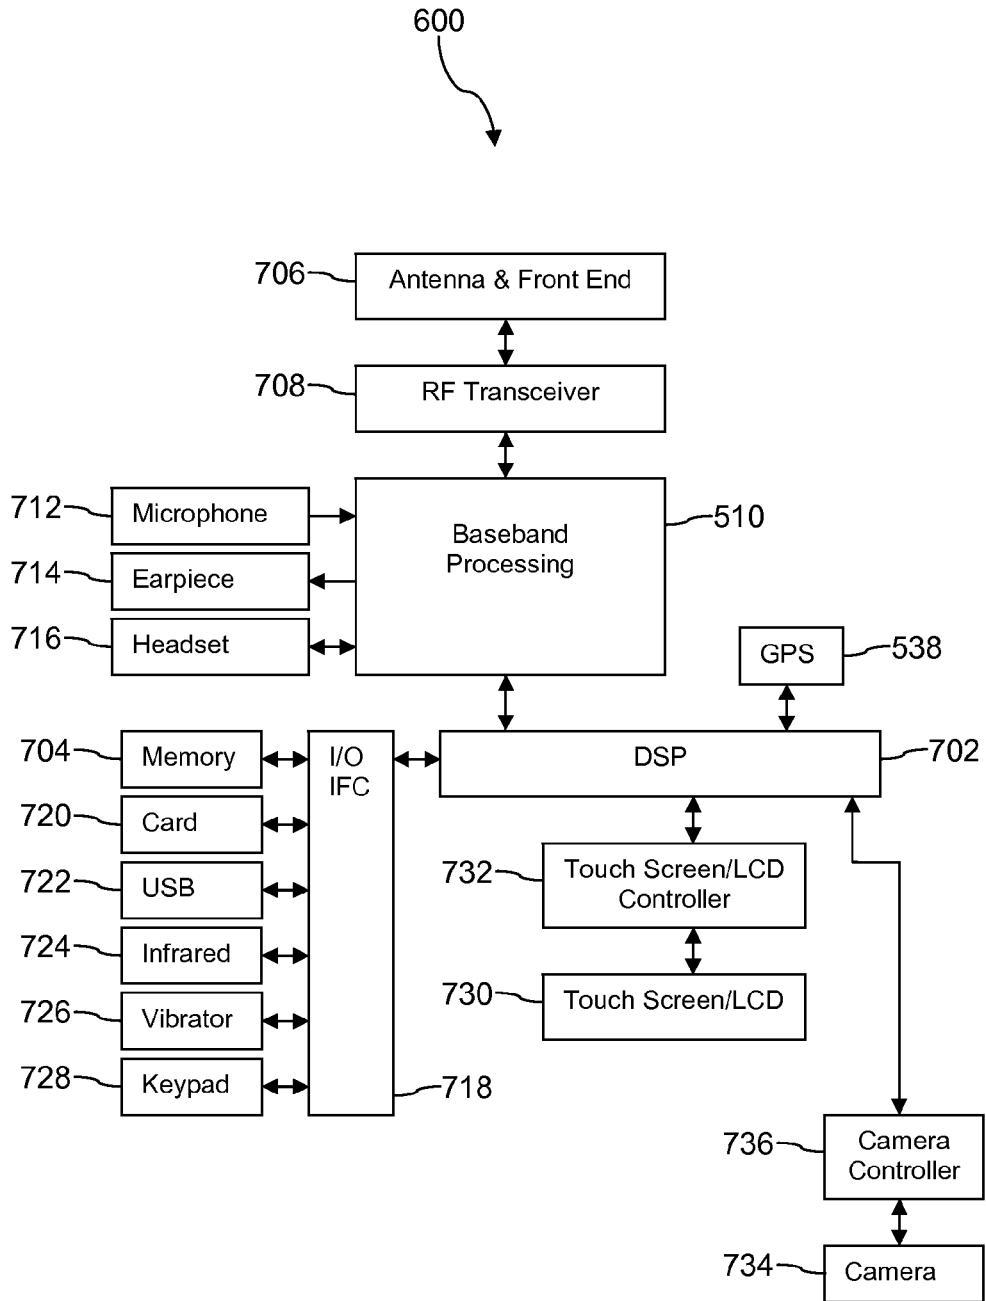 600
706
Antenna & Front End
708
RF Transceiver
712
Microphone
Baseband
Processing
510
714
Earpiece
716
Headset
GPS
538
704
Memory
I/O
IFC
DSP
702
720
Card
722
USB
732
Touch Screen/LCD
Controller
724
Infrared
726
Vibrator
730
Touch Screen/LCD
728
Keypad
718
736
Camera
Controller
734
Camera